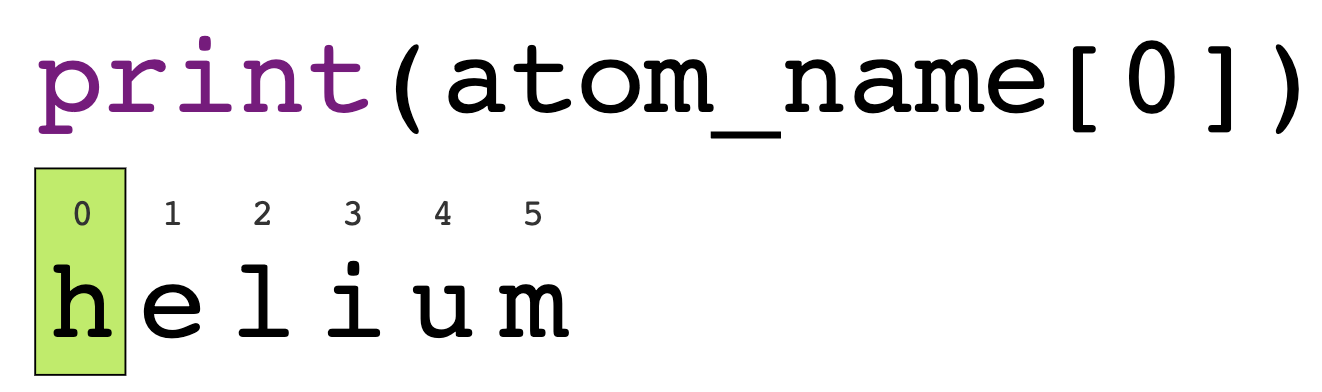 print(atom_name[0])
0 1 2 3 4 5
h e l i u m